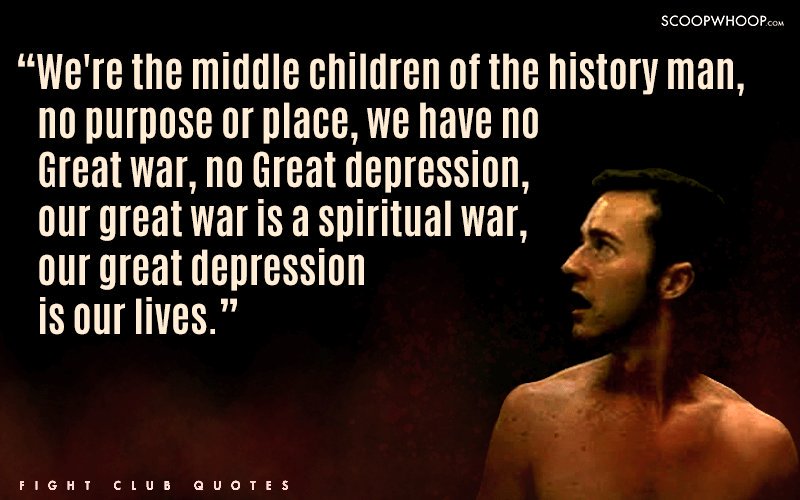 SCOOPWHOOP.COM
“We're the middle children of the history man,
no purpose or place, we have no
Great war, no Great depression,
our great war is a spiritual war,
our great depression
is our lives.”
FIGHT CLUB QUOTES